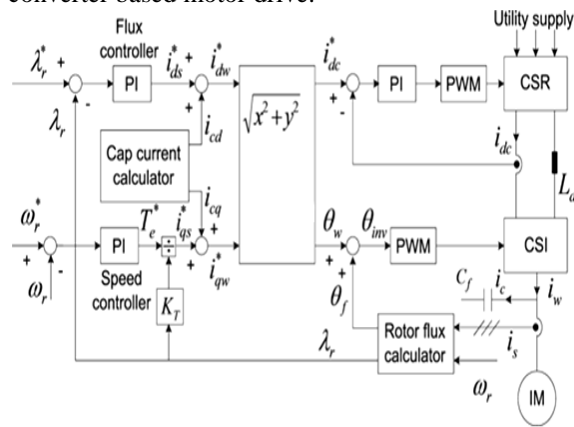 converter based motor drive.
Flux
controller
Utility supply
λr* + - λr
PI
ids* +
idw*
+
icd
√x²+y²
idc* + -
PI
PWM
CSR
idc
Cap current
calculator
icq
ωr* + - ωr
PI
Speed
controller
Te*
÷
iqs* +
+
iqw*
KT
θw +
θinv
+
θf
PWM
CSI
Cf
ic
iw
Rotor flux
calculator
λr
is
ωr
IM